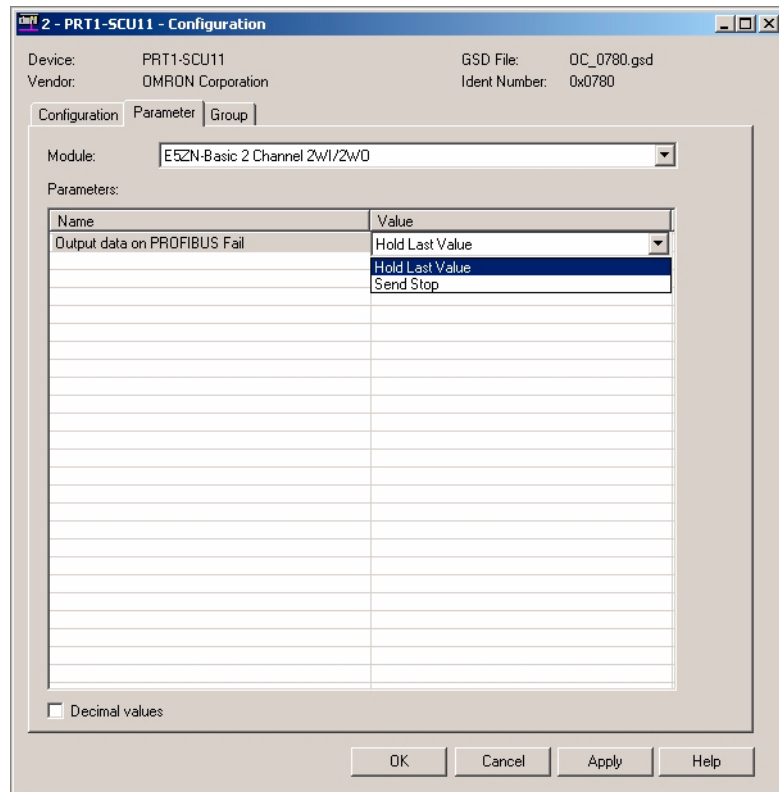 2 - PRT1-SCU11 - Configuration
Device: PRT1-SCU11 GSD File: OC_0780.gsd
Vendor: OMRON Corporation Ident Number: 0x0780
Configuration Parameter Group
Module: E5ZN-Basic 2 Channel 2WI/2WO
Parameters:
Name Value
Output data on PROFIBUS Fail Hold Last Value
Hold Last Value
Send Stop
Decimal values
OK Cancel Apply Help